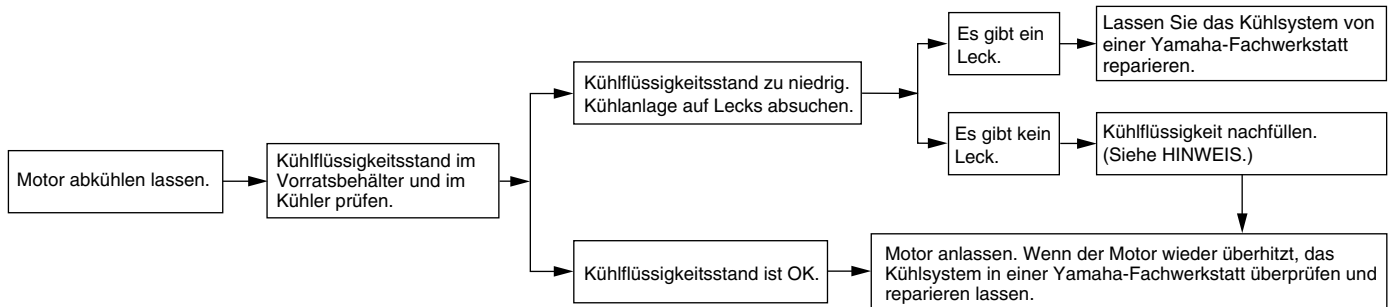 Motor abkühlen lassen.
Kühlflüssigkeitsstand im
Vorratsbehälter und im
Kühler prüfen.
Kühlflüssigkeitsstand zu niedrig.
Kühlanlage auf Lecks absuchen.
Es gibt ein
Leck.
Lassen Sie das Kühlsystem von
einer Yamaha-Fachwerkstatt
reparieren.
Es gibt kein
Leck.
Kühlflüssigkeit nachfüllen.
(Siehe HINWEIS.)
Kühlflüssigkeitsstand ist OK.
Motor anlassen. Wenn der Motor wieder überhitzt, das
Kühlsystem in einer Yamaha-Fachwerkstatt überprüfen und
reparieren lassen.